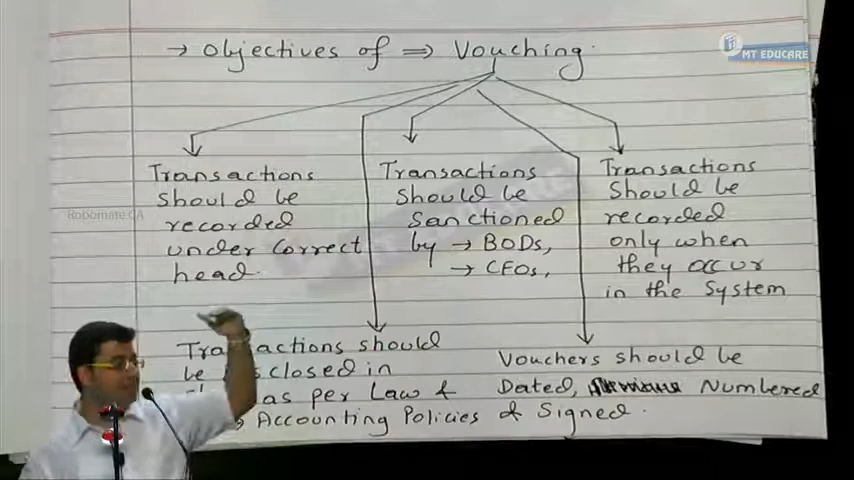 → Objectives of ⇒ Vouching.
MT EDUCARE
Transactions
should be
recorded
under correct
head.
Transactions
should be
Sanctioned
by → BODs,
→ CFOs,
Transactions
Should be
recorded
only when
they occur
in the System
Robomate CA
Transactions should
be disclosed in
as per Law &
Accounting Policies
Vouchers should be
Dated, Numbered
& Signed.